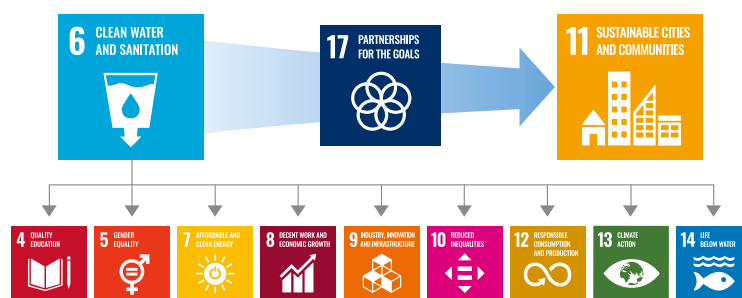 6 CLEAN WATER
AND SANITATION
17 PARTNERSHIPS
FOR THE GOALS
11 SUSTAINABLE CITIES
AND COMMUNITIES
4 QUALITY
EDUCATION
5 GENDER
EQUALITY
7 AFFORDABLE AND
CLEAN ENERGY
8 DECENT WORK AND
ECONOMIC GROWTH
9 INDUSTRY, INNOVATION
AND INFRASTRUCTURE
10 REDUCED
INEQUALITIES
12 RESPONSIBLE
CONSUMPTION
AND PRODUCTION
13 CLIMATE
ACTION
14 LIFE
BELOW WATER